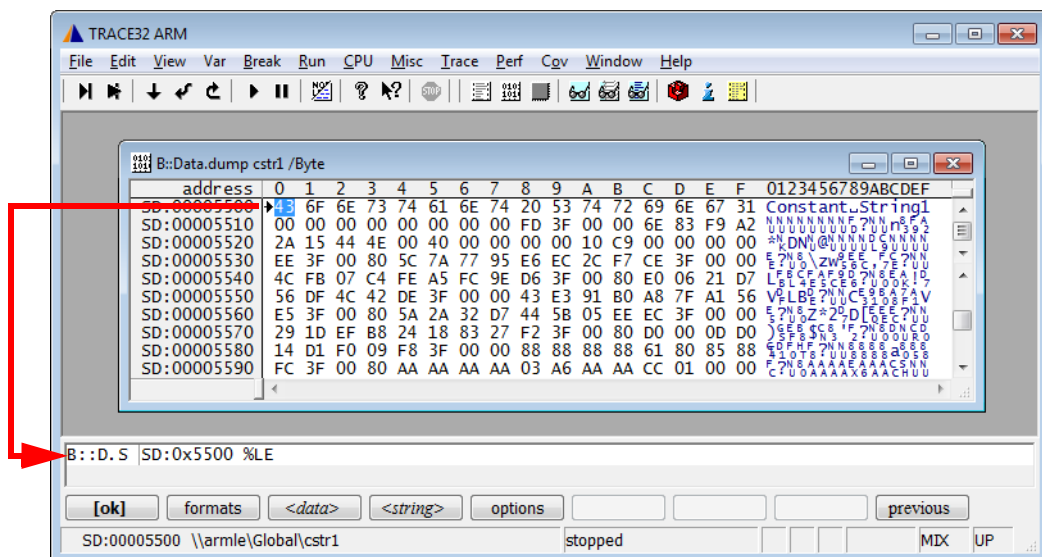 TRACE32 ARM
File Edit View Var Break Run CPU Misc Trace Perf Cov Window Help
STOP
B::Data.dump cstr1 /Byte
address 0 1 2 3 4 5 6 7 8 9 A B C D E F 0123456789ABCDEF
SD:00005500 43 6F 6E 73 74 61 6E 74 20 53 74 72 69 6E 67 31 Constant String1
SD:00005510 00 00 00 00 00 00 00 00 FD 3F 00 00 6E 83 F9 A2
SD:00005520 2A 15 44 4E 00 40 00 00 00 00 10 C9 00 00 00 00
SD:00005530 EE 3F 00 80 5C 7A 77 95 E6 EC 2C F7 CE 3F 00 00
SD:00005540 4C FB 07 C4 FE A5 FC 9E D6 3F 00 80 E0 06 21 D7
SD:00005550 56 DF 4C 42 DE 3F 00 00 43 E3 91 B0 A8 7F A1 56
SD:00005560 E5 3F 00 80 5A 2A 32 D7 44 5B 05 EE EC 3F 00 00
SD:00005570 29 1D EF B8 24 18 83 27 F2 3F 00 80 D0 00 0D D0
SD:00005580 14 D1 F0 09 F8 3F 00 00 88 88 88 88 61 80 85 88
SD:00005590 FC 3F 00 80 AA AA AA AA 03 A6 AA AA CC 01 00 00
B::D.S SD:0x5500 %LE
[ok] formats <data> <string> options previous
SD:00005500 \\armle\Global\cstr1 stopped MIX UP